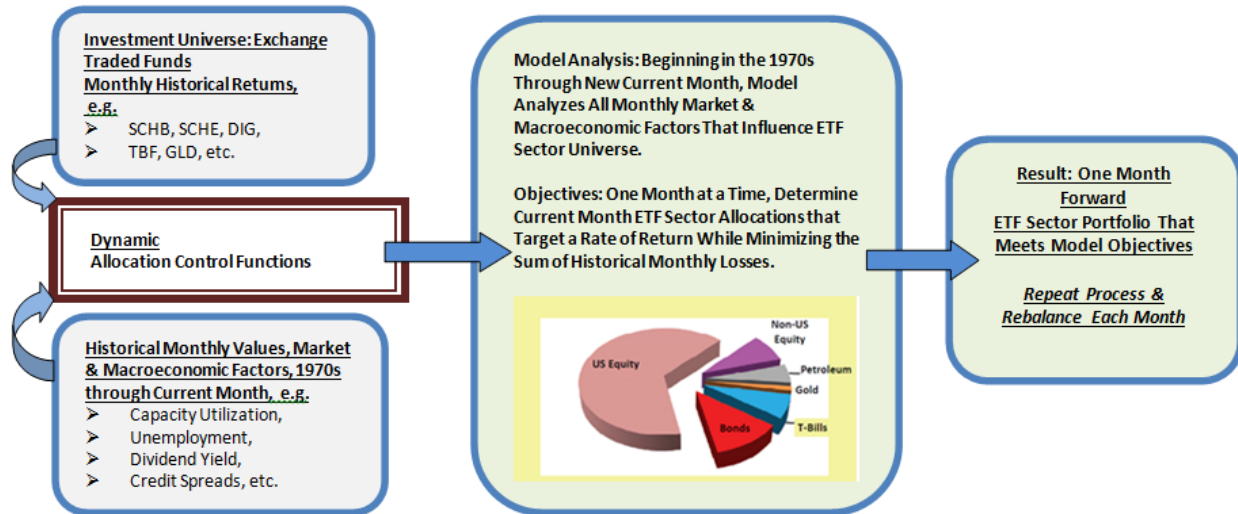 Investment Universe: Exchange
Traded Funds
Monthly Historical Returns,
e.g.
➤ SCHB, SCHE, DIG,
➤ TBF, GLD, etc.
Dynamic
Allocation Control Functions
Historical Monthly Values, Market
& Macroeconomic Factors, 1970s
through Current Month, e.g.
➤ Capacity Utilization,
➤ Unemployment,
➤ Dividend Yield,
➤ Credit Spreads, etc.
Model Analysis: Beginning in the 1970s
Through New Current Month, Model
Analyzes All Monthly Market &
Macroeconomic Factors That Influence ETF
Sector Universe.
Objectives: One Month at a Time, Determine
Current Month ETF Sector Allocations that
Target a Rate of Return While Minimizing the
Sum of Historical Monthly Losses.
US Equity
Non-US
Equity
Petroleum
Gold
T-Bills
Bonds
Result: One Month
Forward
ETF Sector Portfolio That
Meets Model Objectives
Repeat Process &
Rebalance Each Month